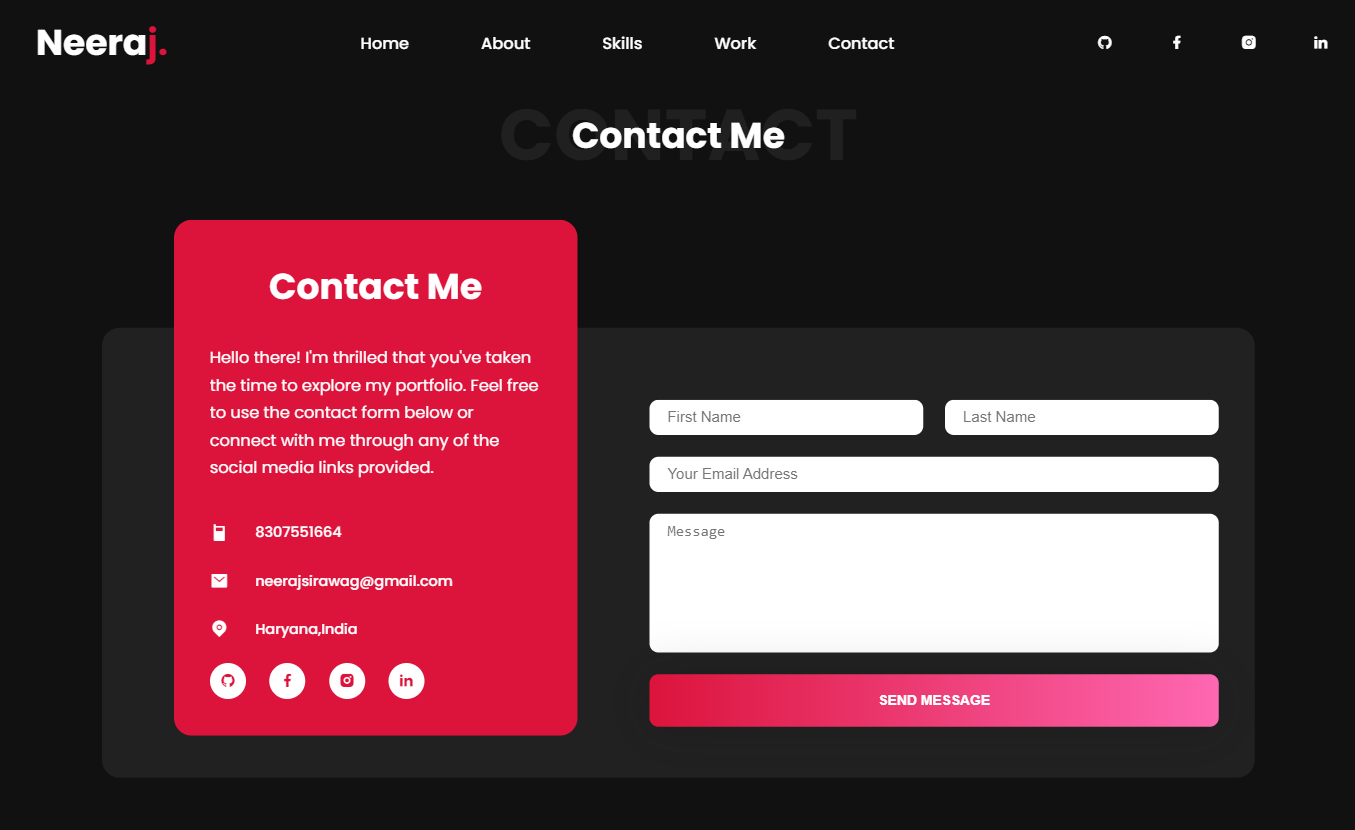 Neeraj.
Home
About
Skills
Work
Contact
CONTACT
Contact Me
Contact Me
Hello there! I'm thrilled that you've taken
the time to explore my portfolio. Feel free
to use the contact form below or
connect with me through any of the
social media links provided.
8307551664
neerajsirawag@gmail.com
Haryana,India
First Name
Last Name
Your Email Address
Message
SEND MESSAGE